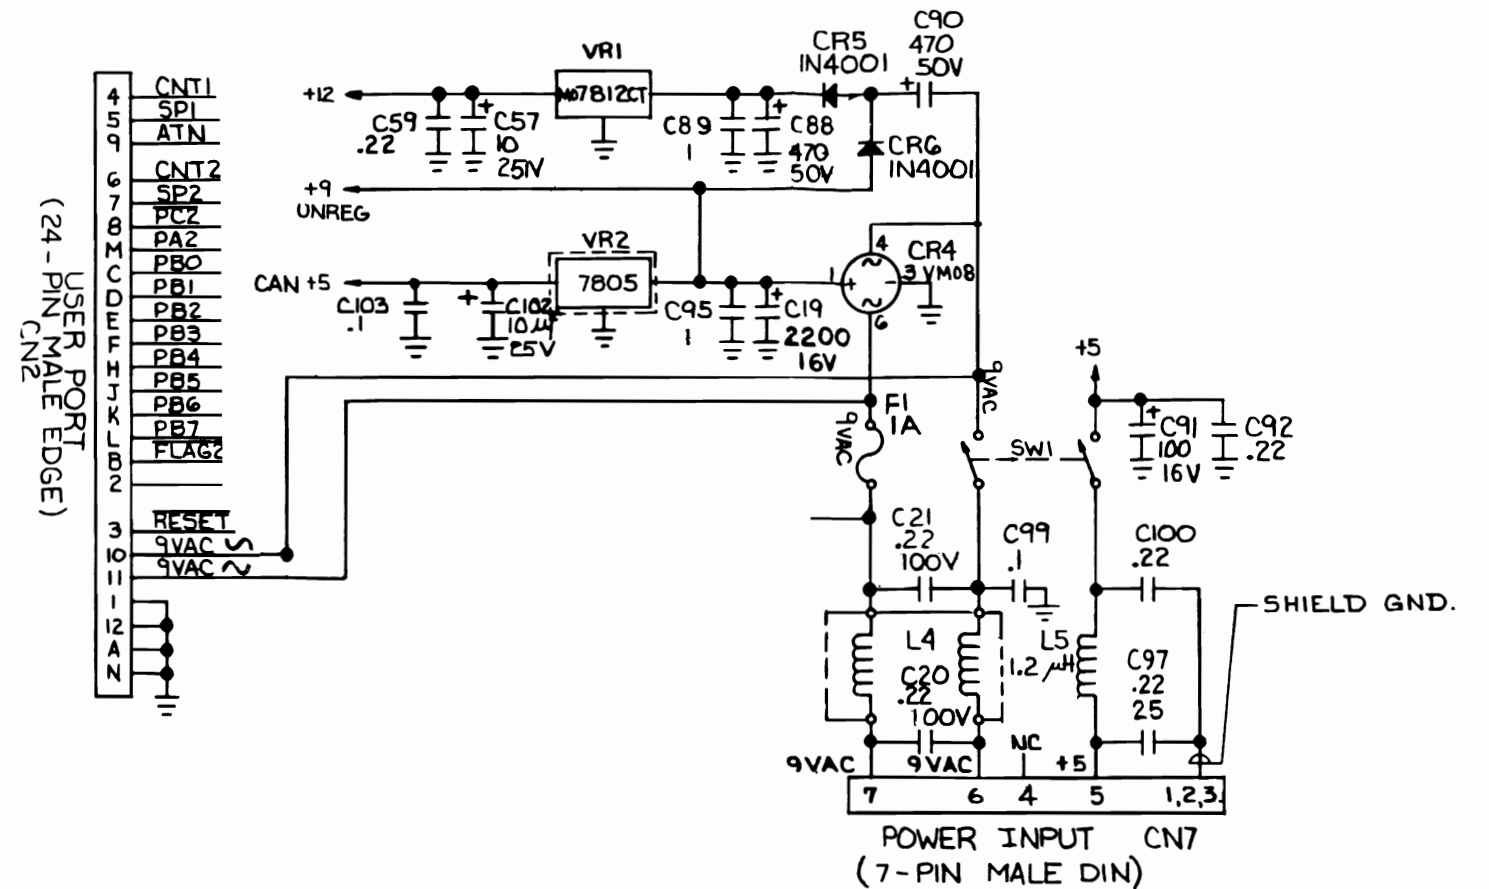 VR1
MO7812CT
+12
C59
.22
C57
10
25V
C89
1
C88
470
50V
CR5
1N4001
C90
470
50V
CR6
1N4001
+9
UNREG
VR2
7805
CAN +5
C103
.1
C102
10 µf
25V
C95
1
C19
2200
16V
1
4
3
6
CR4
VM08
+
-
4 CNT1
5 SP1
9 ATN
6 CNT2
7 SP2
8 PC2
M PA2
C PB0
D PB1
E PB2
F PB3
H PB4
J PB5
K PB6
L PB7
B FLAG2
2
3 RESET
10 9VAC
11 9VAC
1
12
A
N
USER PORT
(24-PIN MALE EDGE)
CN2
9VAC
F1
1A
9VAC
SW1
+5
C91
100
16V
C92
.22
C21
.22
100V
C99
.1
C100
.22
SHIELD GND.
L4
C20
.22
100V
L5
1.2 µH
C97
.22
25
9VAC
9VAC
NC
+5
7 6 4 5 1,2,3.
POWER INPUT CN7
(7-PIN MALE DIN)